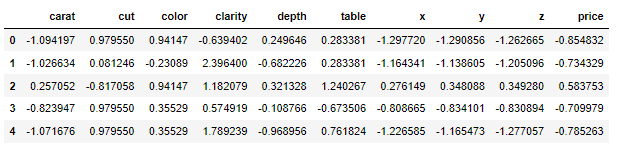 carat cut color clarity depth table x y z price
0 -1.094197 0.979550 0.94147 -0.639402 0.249646 0.283381 -1.297720 -1.290856 -1.262665 -0.854832
1 -1.026634 0.081246 -0.23089 2.396400 -0.682226 0.283381 -1.164341 -1.138605 -1.205096 -0.734329
2 0.257052 -0.817058 0.94147 1.182079 0.321328 1.240267 0.276149 0.348088 0.349280 0.583753
3 -0.823947 0.979550 0.35529 0.574919 -0.108766 -0.673506 -0.808665 -0.834101 -0.830894 -0.709979
4 -1.071676 0.979550 0.35529 1.789239 -0.968956 0.761824 -1.226585 -1.165473 -1.277057 -0.785263